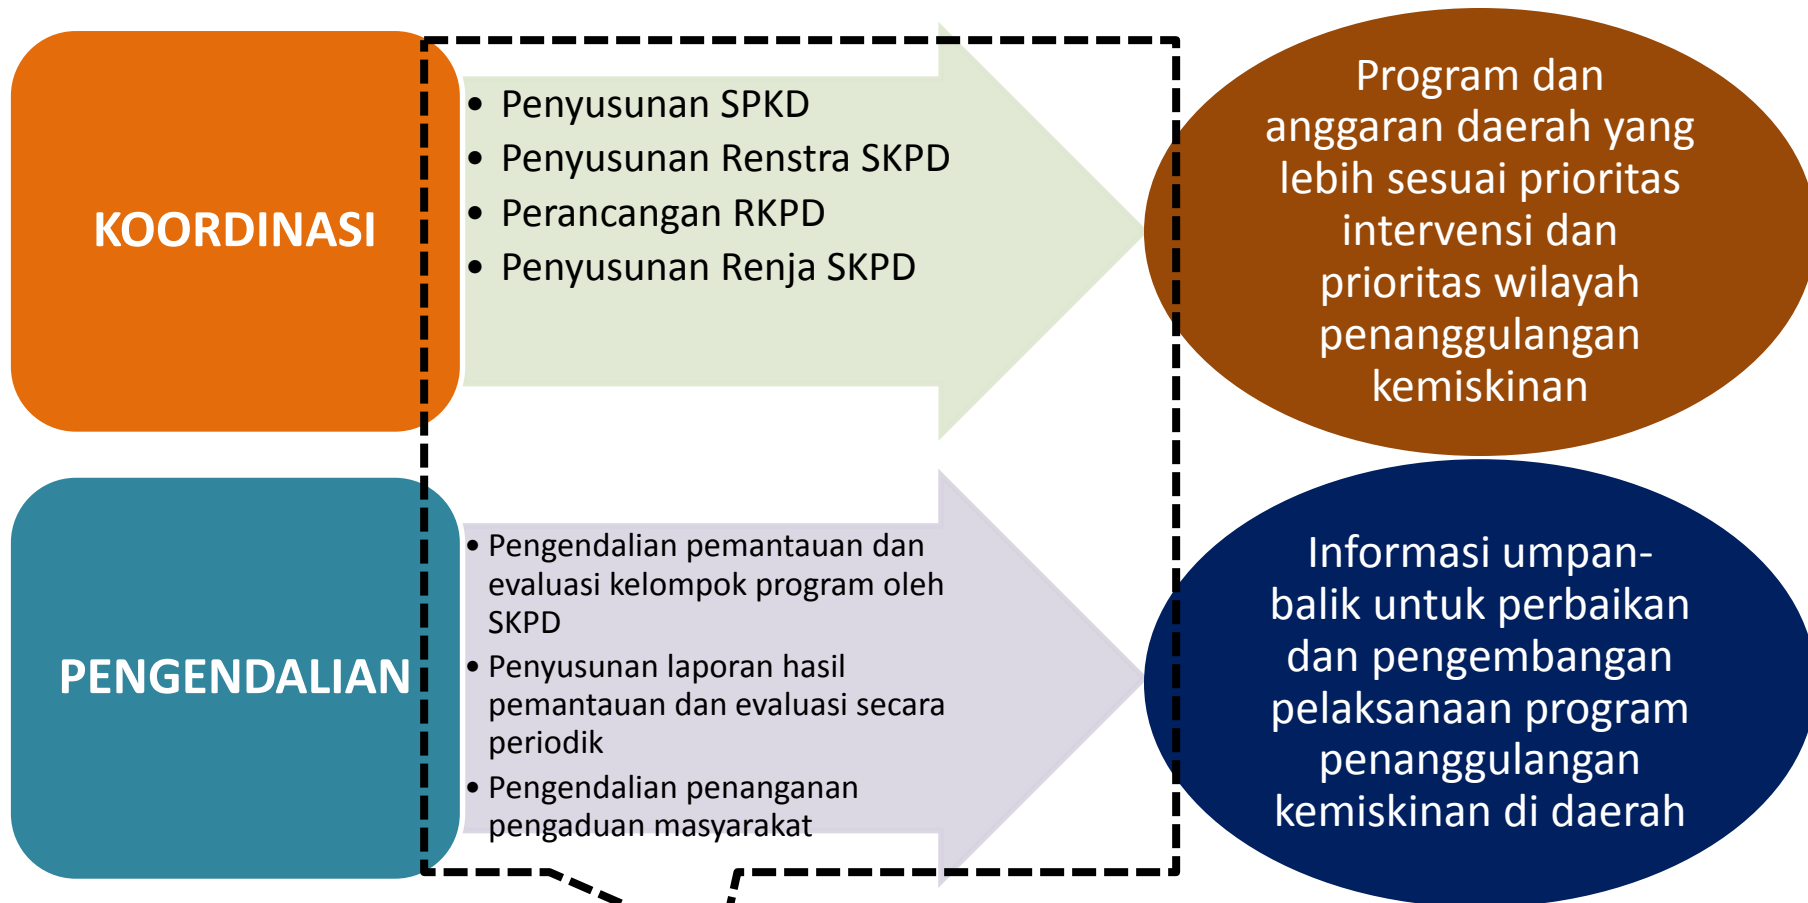 KOORDINASI
• Penyusunan SPKD
• Penyusunan Renstra SKPD
• Perancangan RKPD
• Penyusunan Renja SKPD
Program dan
anggaran daerah yang
lebih sesuai prioritas
intervensi dan
prioritas wilayah
penanggulangan
kemiskinan
PENGENDALIAN
• Pengendalian pemantauan dan
evaluasi kelompok program oleh
SKPD
• Penyusunan laporan hasil
pemantauan dan evaluasi secara
periodik
• Pengendalian penanganan
pengaduan masyarakat
Informasi umpan-
balik untuk perbaikan
dan pengembangan
pelaksanaan program
penanggulangan
kemiskinan di daerah